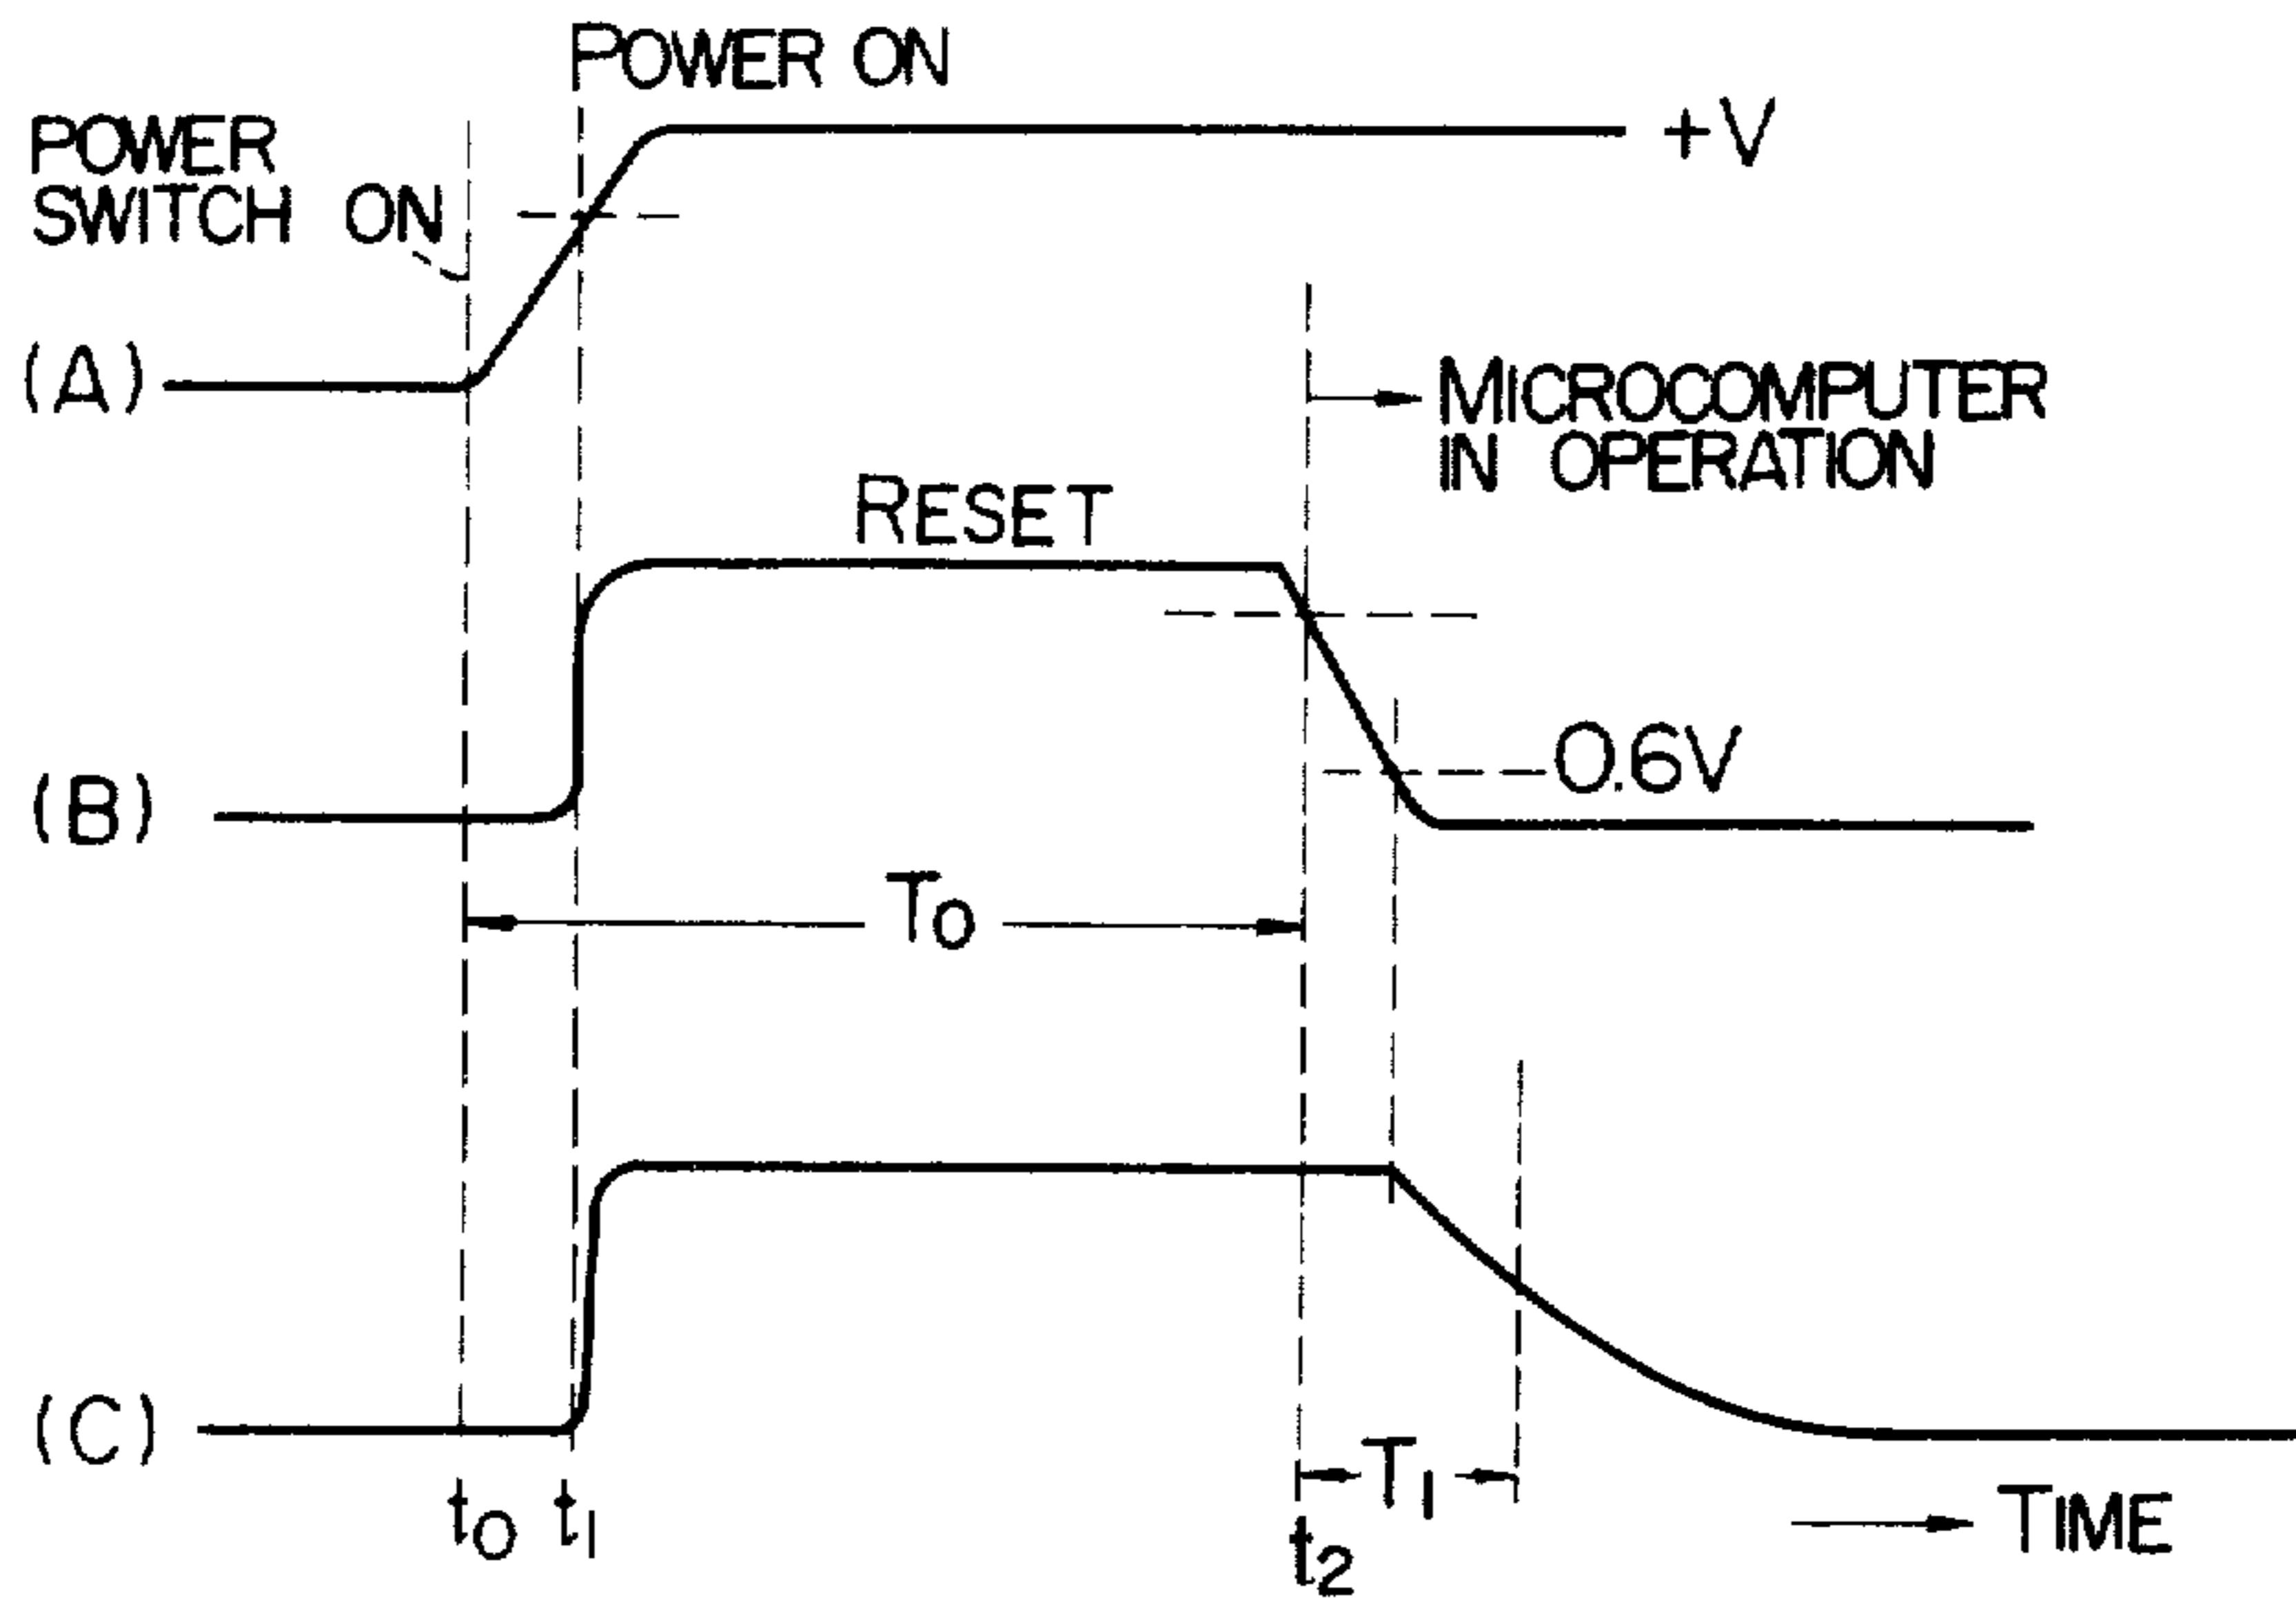 POWER ON
POWER
SWITCH ON
+V
(A)
MICROCOMPUTER
IN OPERATION
RESET
0.6V
(B)
T0
(C)
t0 t1
T1
t2
TIME